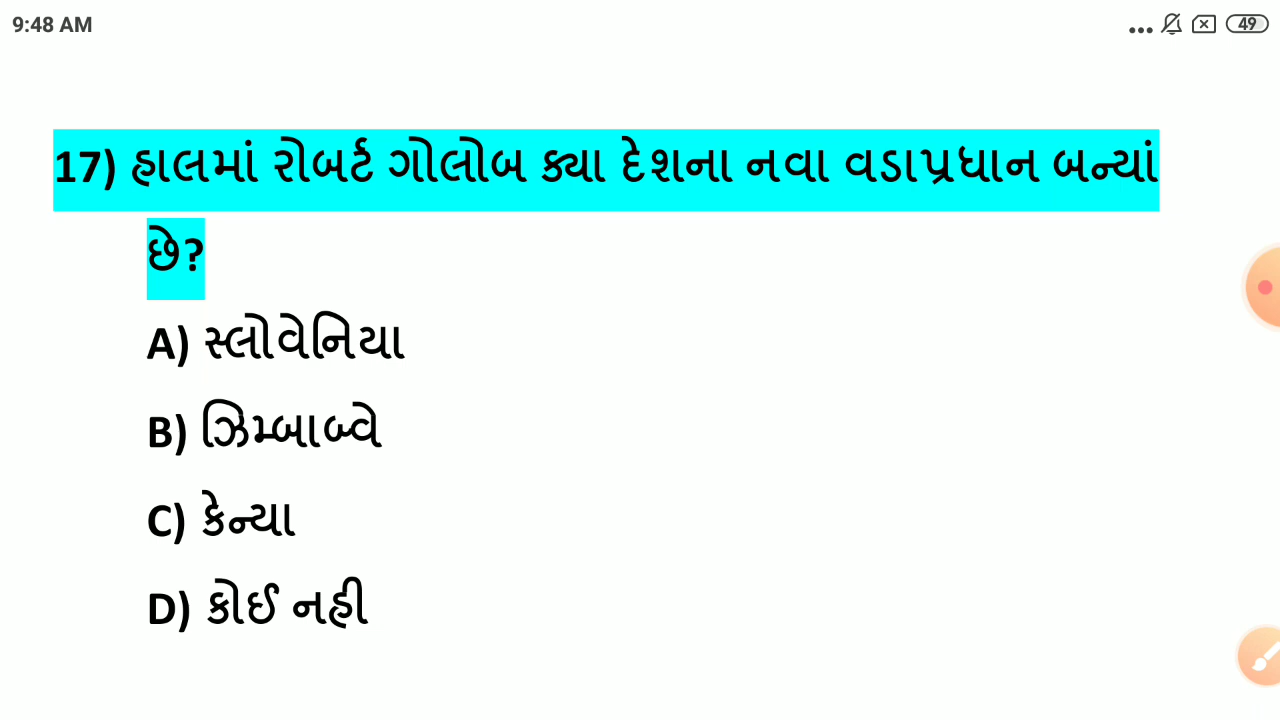 9:48 AM
49
17) હાલમાં રોબર્ટ ગોલોબ ક્યા દેશના નવા વડાપ્રધાન બન્યાં
છે?
A) સ્લોવેનિયા
B) ઝિમ્બાબ્વે
C) કેન્યા
D) કોઈ નહી